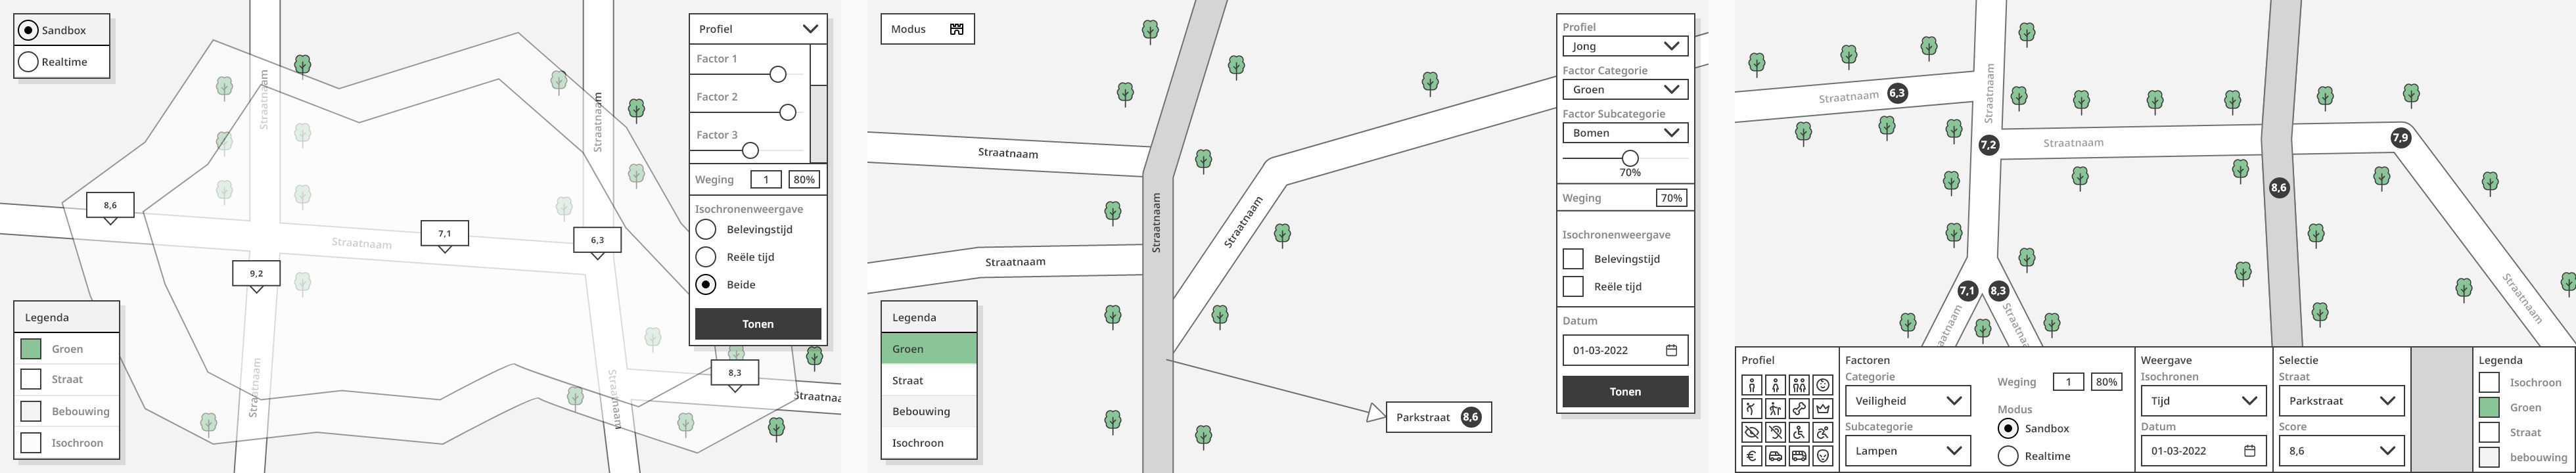 Sandbox
Realtime
Straatnaam
Straatnaam
8,6
7,1
6,3
Straatnaam
9,2
Straatnaam
Straatnaam
8,3
Straatnaam
Legenda
Groen
Straat
Bebouwing
Isochroon
Profiel
Factor 1
Factor 2
Factor 3
Weging 1 80%
Isochronenweergave
Belevingstijd
Reële tijd
Beide
Tonen
Modus
Straatnaam
Straatnaam
Straatnaam
Straatnaam
Legenda
Groen
Straat
Bebouwing
Isochroon
Parkstraat 8,6
Profiel
Jong
Factor Categorie
Groen
Factor Subcategorie
Bomen
70%
Weging 70%
Isochronenweergave
Belevingstijd
Reële tijd
Datum
01-03-2022
Tonen
Straatnaam 6,3
Straatnaam
7,2
Straatnaam
7,9
8,6
7,1
8,3
Straatnaam
Profiel
Factoren
Categorie
Veiligheid
Subcategorie
Lampen
Weging 1 80%
Modus
Sandbox
Realtime
Weergave
Isochronen
Tijd
Datum
01-03-2022
Selectie
Straat
Parkstraat
Score
8,6
Legenda
Isochroon
Groen
Straat
bebouwing